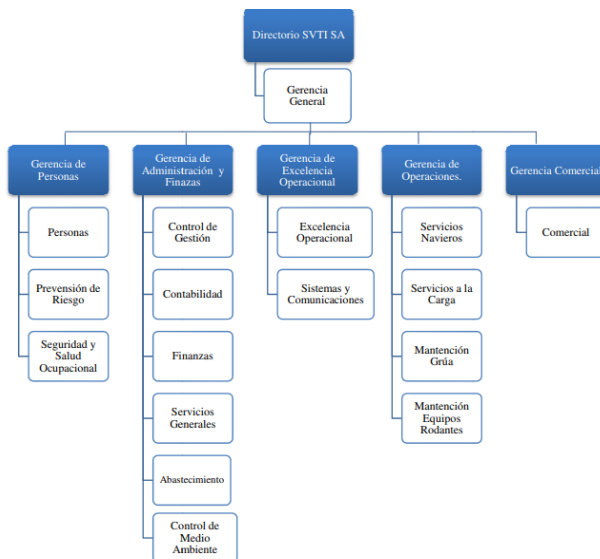 Directorio SVTI SA
Gerencia
General
Gerencia de
Personas
Gerencia de
Administración y
Finazas
Gerencia de
Excelencia
Operacional
Gerencia de
Operaciones.
Gerencia Comercial
Personas
Prevención de
Riesgo
Seguridad y
Salud
Ocupacional
Control de
Gestión
Contabilidad
Finanzas
Servicios
Generales
Abastecimiento
Control de
Medio
Ambiente
Excelencia
Operacional
Sistemas y
Comunicaciones
Servicios
Navieros
Servicios a la
Carga
Mantención
Grúa
Mantención
Equipos
Rodantes
Comercial